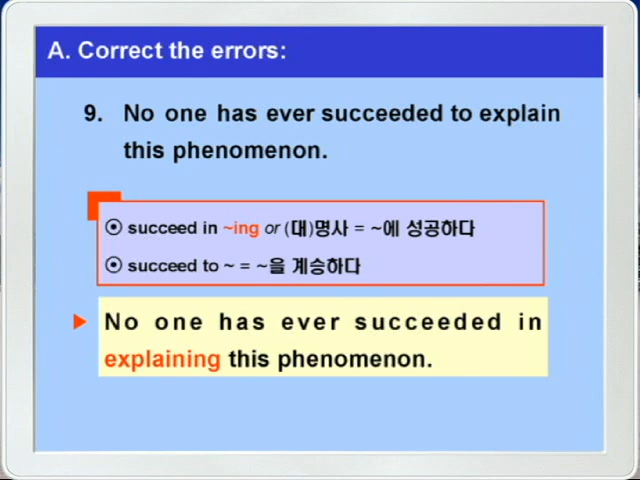 A. Correct the errors:
9. No one has ever succeeded to explain
this phenomenon.
⊙ succeed in ~ing or (대)명사 = ~에 성공하다
⊙ succeed to ~ = ~을 계승하다
▶ No one has ever succeeded in
explaining this phenomenon.